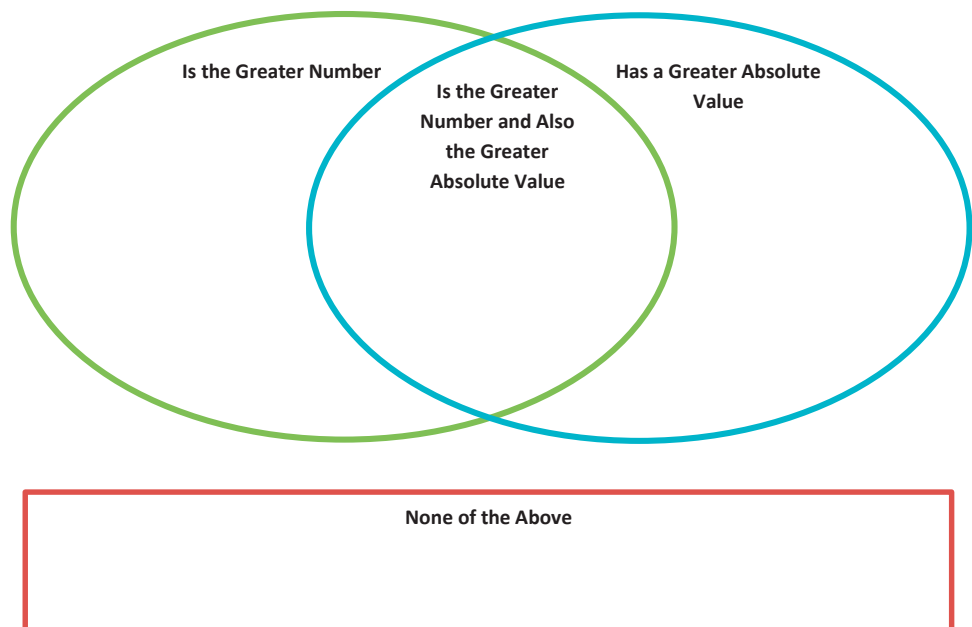 Is the Greater Number
Is the Greater
Number and Also
the Greater
Absolute Value
Has a Greater Absolute
Value
None of the Above